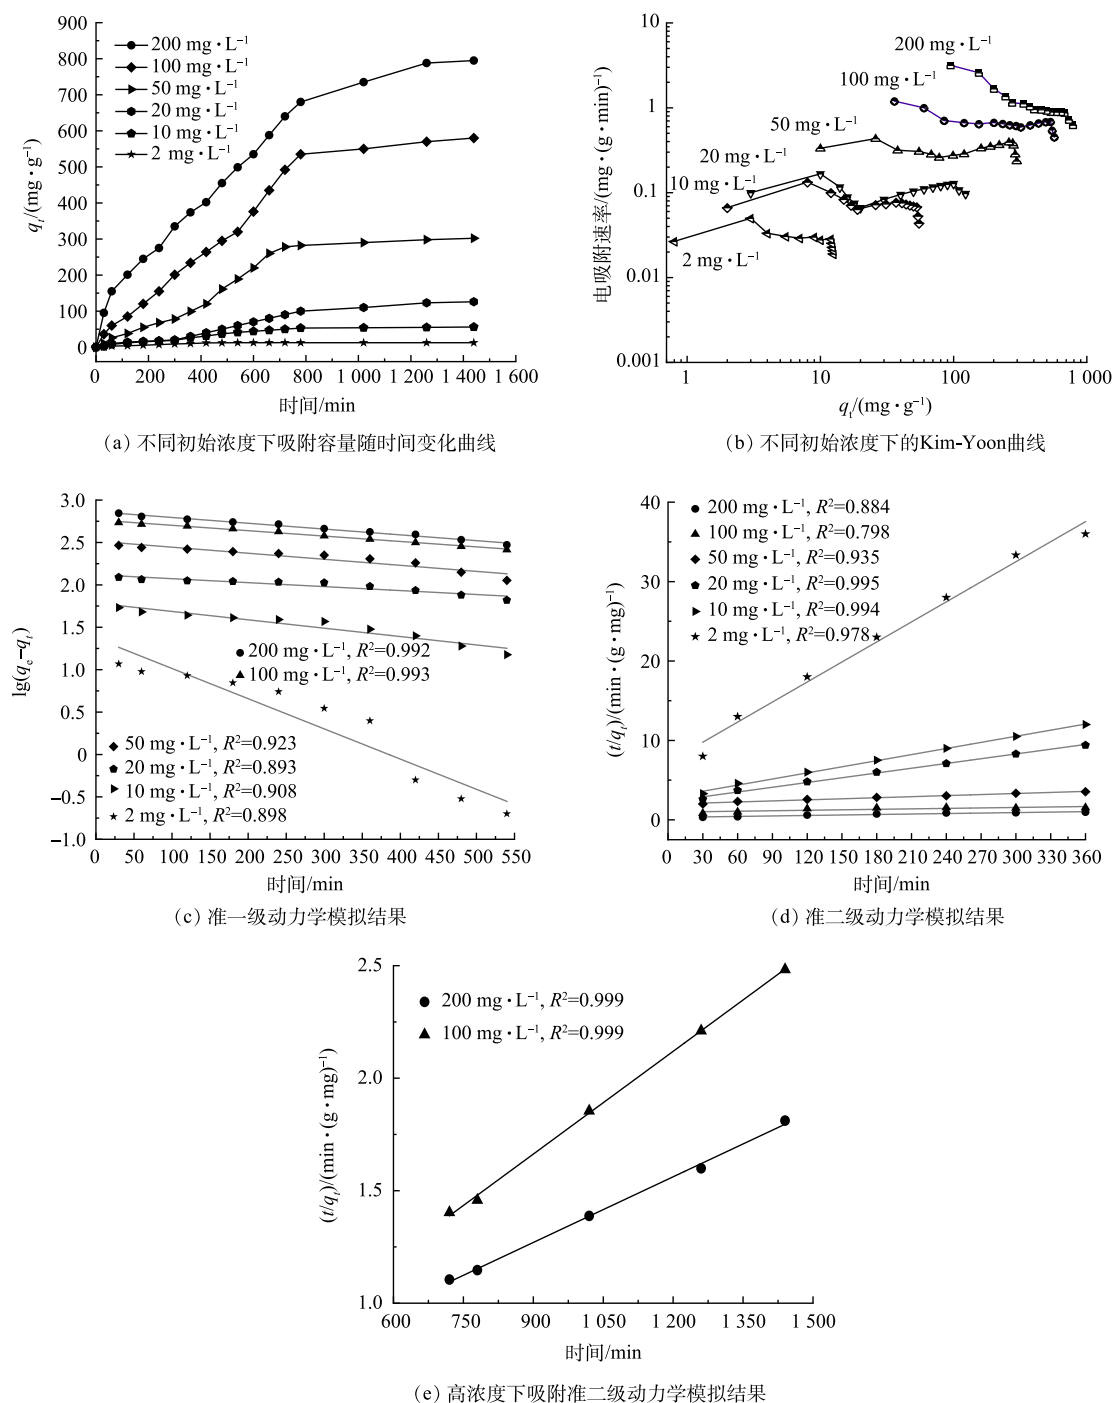 900
800
700
600
500
400
300
200
100
0
q_t/(mg·g⁻¹)
200 mg·L⁻¹
100 mg·L⁻¹
50 mg·L⁻¹
20 mg·L⁻¹
10 mg·L⁻¹
2 mg·L⁻¹
0 200 400 600 800 1 000 1 200 1 400 1 600
时间/min
(a) 不同初始浓度下吸附容量随时间变化曲线
10
1
0.1
0.01
0.001
电吸附速率/(mg·(g·min)⁻¹)
200 mg·L⁻¹
100 mg·L⁻¹
50 mg·L⁻¹
20 mg·L⁻¹
10 mg·L⁻¹
2 mg·L⁻¹
1 10 100 1 000
q_t/(mg·g⁻¹)
(b) 不同初始浓度下的Kim-Yoon曲线
3.0
2.5
2.0
1.5
1.0
0.5
0
−0.5
−1.0
lg(q_e−q_t)
200 mg·L⁻¹, R²=0.992
100 mg·L⁻¹, R²=0.993
50 mg·L⁻¹, R²=0.923
20 mg·L⁻¹, R²=0.893
10 mg·L⁻¹, R²=0.908
2 mg·L⁻¹, R²=0.898
0 50 100 150 200 250 300 350 400 450 500 550
时间/min
(c) 准一级动力学模拟结果
40
30
20
10
0
(t/q_t)/(min·(g·mg)⁻¹)
200 mg·L⁻¹, R²=0.884
100 mg·L⁻¹, R²=0.798
50 mg·L⁻¹, R²=0.935
20 mg·L⁻¹, R²=0.995
10 mg·L⁻¹, R²=0.994
2 mg·L⁻¹, R²=0.978
0 30 60 90 120 150 180 210 240 270 300 330 360
时间/min
(d) 准二级动力学模拟结果
2.5
2.0
1.5
1.0
(t/q_t)/(min·(g·mg)⁻¹)
200 mg·L⁻¹, R²=0.999
100 mg·L⁻¹, R²=0.999
600 750 900 1 050 1 200 1 350 1 500
时间/min
(e) 高浓度下吸附准二级动力学模拟结果